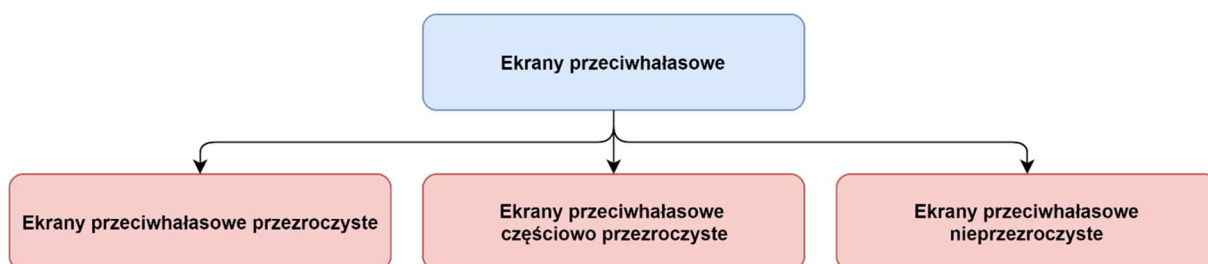 Ekrany przeciwhałasowe
Ekrany przeciwhałasowe przezroczyste
Ekrany przeciwhałasowe
częściowo przezroczyste
Ekrany przeciwhałasowe
nieprzezroczyste